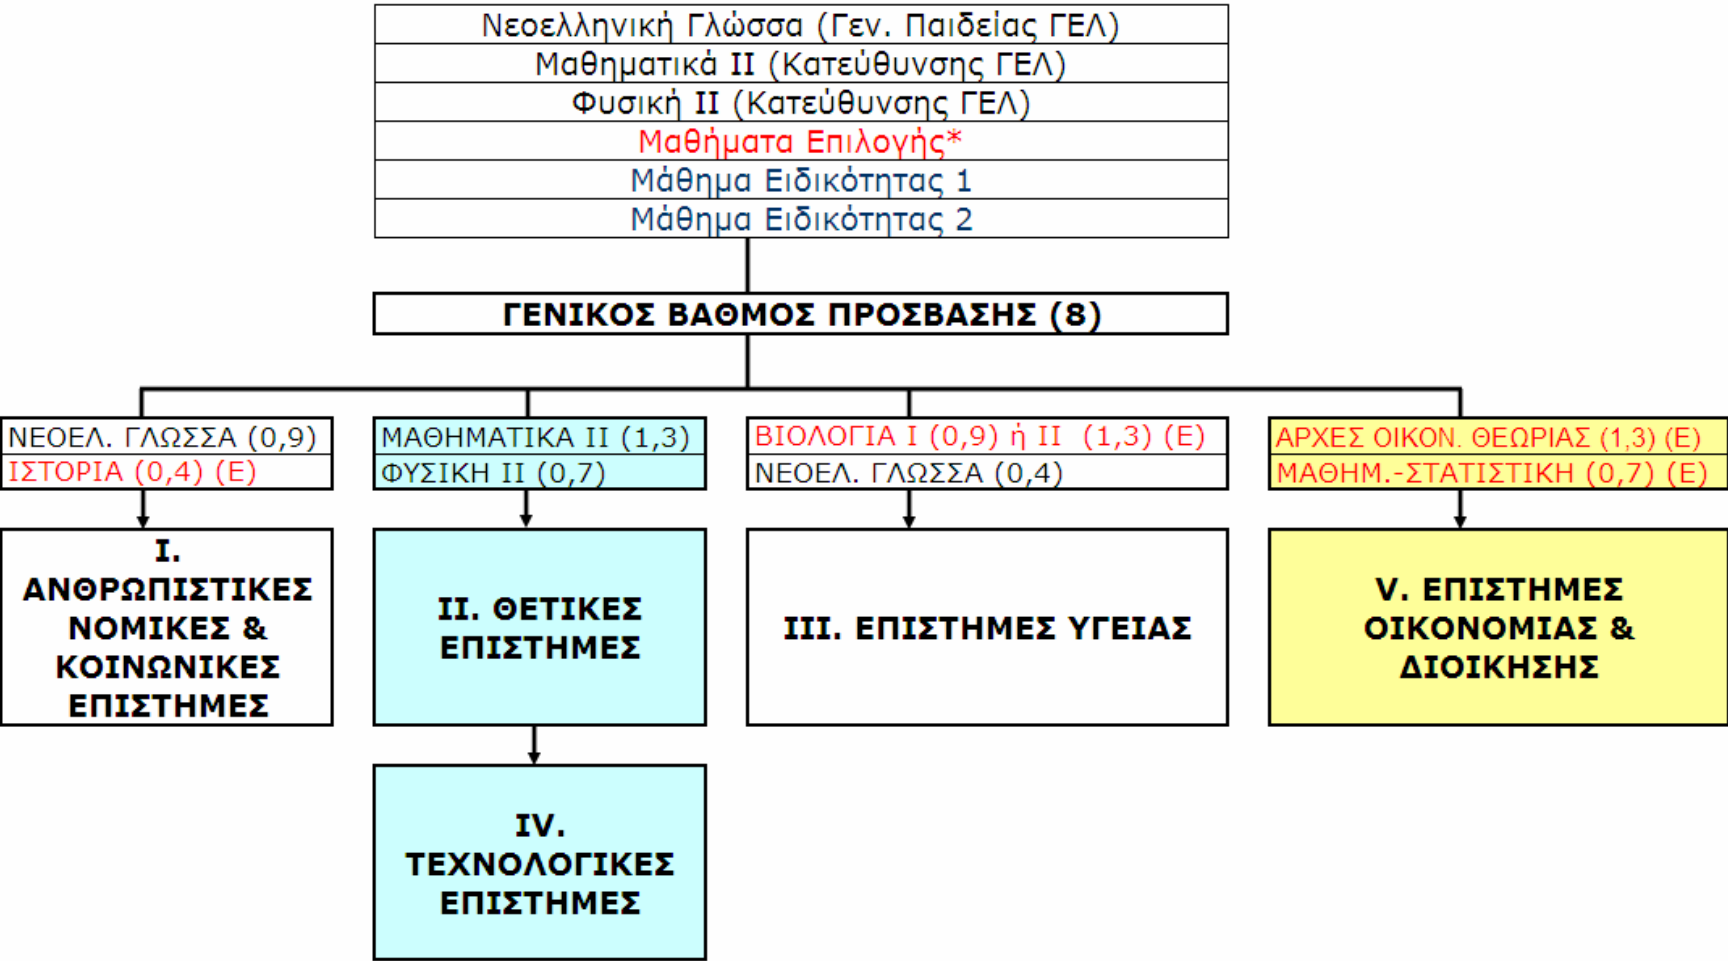 Νεοελληνική Γλώσσα (Γεν. Παιδείας ΓΕΛ)
Μαθηματικά ΙΙ (Κατεύθυνσης ΓΕΛ)
Φυσική ΙΙ (Κατεύθυνσης ΓΕΛ)
Μαθήματα Επιλογής*
Μάθημα Ειδικότητας 1
Μάθημα Ειδικότητας 2
ΓΕΝΙΚΟΣ ΒΑΘΜΟΣ ΠΡΟΣΒΑΣΗΣ (8)
ΝΕΟΕΛ. ΓΛΩΣΣΑ (0,9)
ΙΣΤΟΡΙΑ (0,4) (Ε)
ΜΑΘΗΜΑΤΙΚΑ ΙΙ (1,3)
ΦΥΣΙΚΗ ΙΙ (0,7)
ΒΙΟΛΟΓΙΑ Ι (0,9) ή ΙΙ (1,3) (Ε)
ΝΕΟΕΛ. ΓΛΩΣΣΑ (0,4)
ΑΡΧΕΣ ΟΙΚΟΝ. ΘΕΩΡΙΑΣ (1,3) (Ε)
ΜΑΘΗΜ.-ΣΤΑΤΙΣΤΙΚΗ (0,7) (Ε)
Ι.
ΑΝΘΡΩΠΙΣΤΙΚΕΣ
ΝΟΜΙΚΕΣ &
ΚΟΙΝΩΝΙΚΕΣ
ΕΠΙΣΤΗΜΕΣ
ΙΙ. ΘΕΤΙΚΕΣ
ΕΠΙΣΤΗΜΕΣ
ΙΙΙ. ΕΠΙΣΤΗΜΕΣ ΥΓΕΙΑΣ
V. ΕΠΙΣΤΗΜΕΣ
ΟΙΚΟΝΟΜΙΑΣ &
ΔΙΟΙΚΗΣΗΣ
IV.
ΤΕΧΝΟΛΟΓΙΚΕΣ
ΕΠΙΣΤΗΜΕΣ